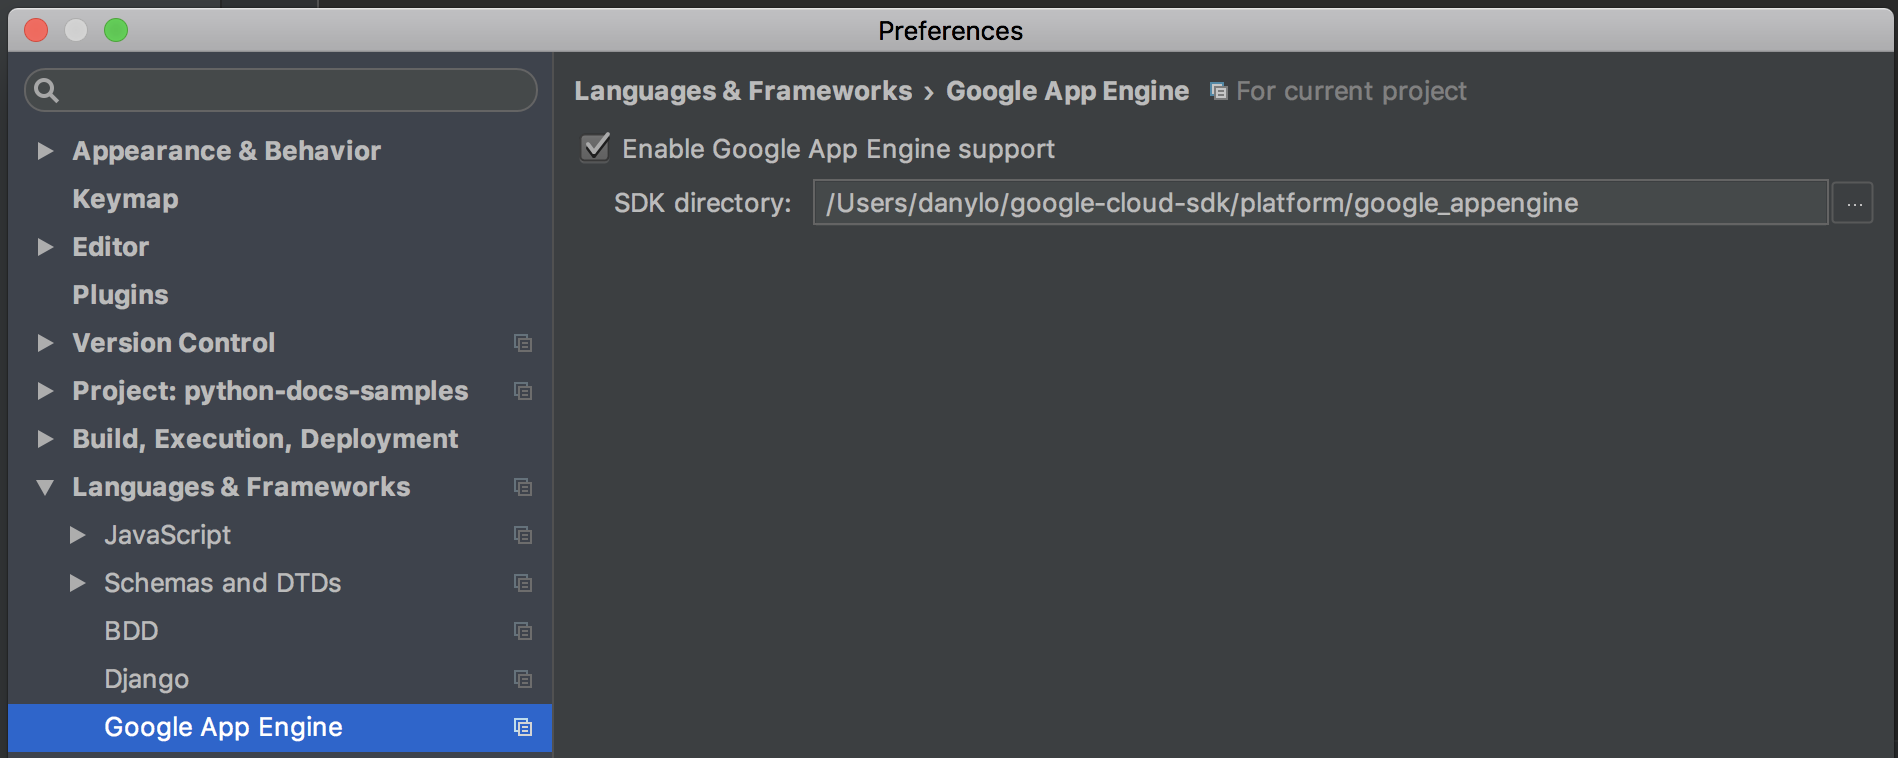 Preferences
Appearance & Behavior
Keymap
Editor
Plugins
Version Control
Project: python-docs-samples
Build, Execution, Deployment
Languages & Frameworks
JavaScript
Schemas and DTDs
BDD
Django
Google App Engine
Languages & Frameworks › Google App Engine For current project
Enable Google App Engine support
SDK directory: /Users/danylo/google-cloud-sdk/platform/google_appengine ...